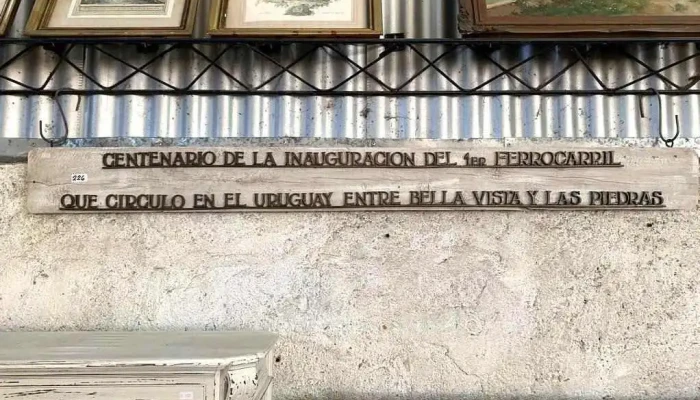 CENTENARIO DE LA INAUGURACION DEL 1ER FERROCARRIL
226
QUE CIRCULO EN EL URUGUAY ENTRE BELLA VISTA Y LAS PIEDRAS